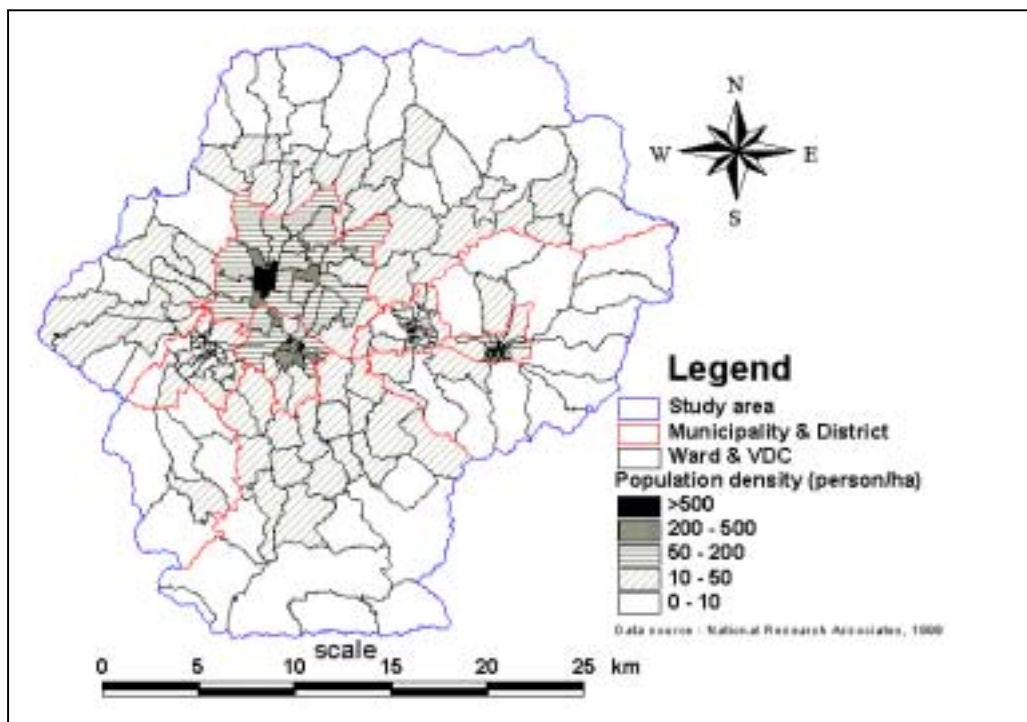 N
W E
S
Legend
Study area
Municipality & District
Ward & VDC
Population density (person/ha)
>500
200 - 500
50 - 200
10 - 50
0 - 10
Data source : National Research Associates,
scale
0 5 10 15 20 25 km